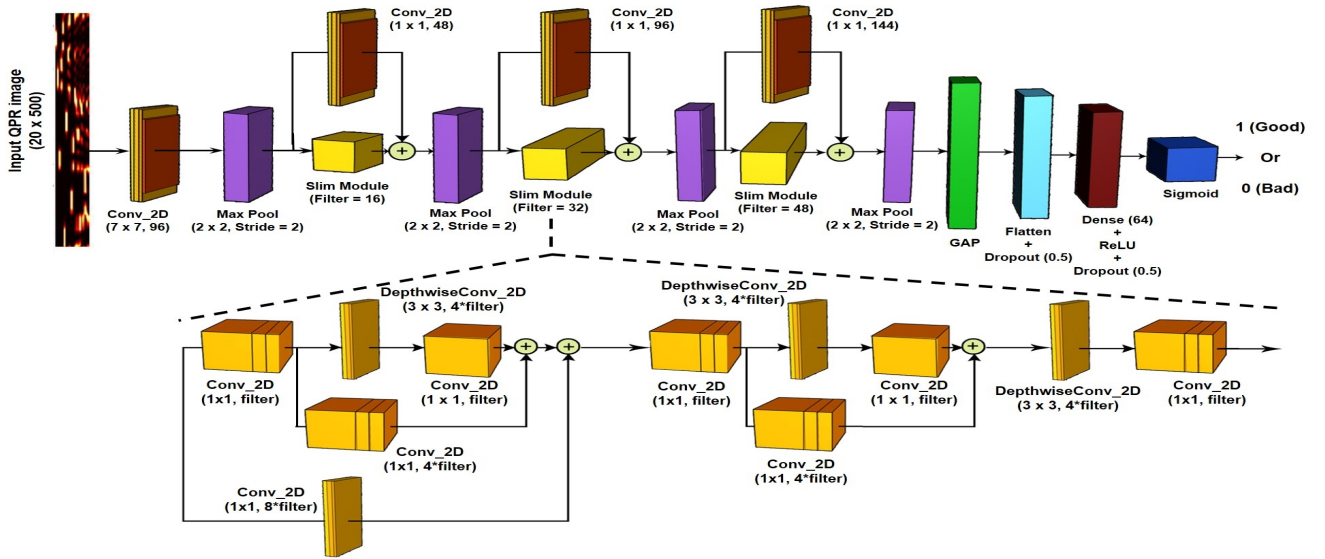 Input QPR image
(20 x 500)
Conv_2D
(7 x 7, 96)
Max Pool
(2 x 2, Stride = 2)
Conv_2D
(1 x 1, 48)
Slim Module
(Filter = 16)
+
Max Pool
(2 x 2, Stride = 2)
Conv_2D
(1 x 1, 96)
Slim Module
(Filter = 32)
+
Max Pool
(2 x 2, Stride = 2)
Conv_2D
(1 x 1, 144)
Slim Module
(Filter = 48)
+
Max Pool
(2 x 2, Stride = 2)
GAP
Flatten
+
Dropout (0.5)
Dense (64)
+
ReLU
+
Dropout (0.5)
Sigmoid
1 (Good)
Or
0 (Bad)
Conv_2D
(1x1, filter)
DepthwiseConv_2D
(3 x 3, 4*filter)
Conv_2D
(1 x 1, filter)
+
+
Conv_2D
(1x1, 4*filter)
Conv_2D
(1x1, 8*filter)
Conv_2D
(1x1, filter)
DepthwiseConv_2D
(3 x 3, 4*filter)
Conv_2D
(1 x 1, filter)
+
Conv_2D
(1x1, 4*filter)
DepthwiseConv_2D
(3 x 3, 4*filter)
Conv_2D
(1x1, filter)